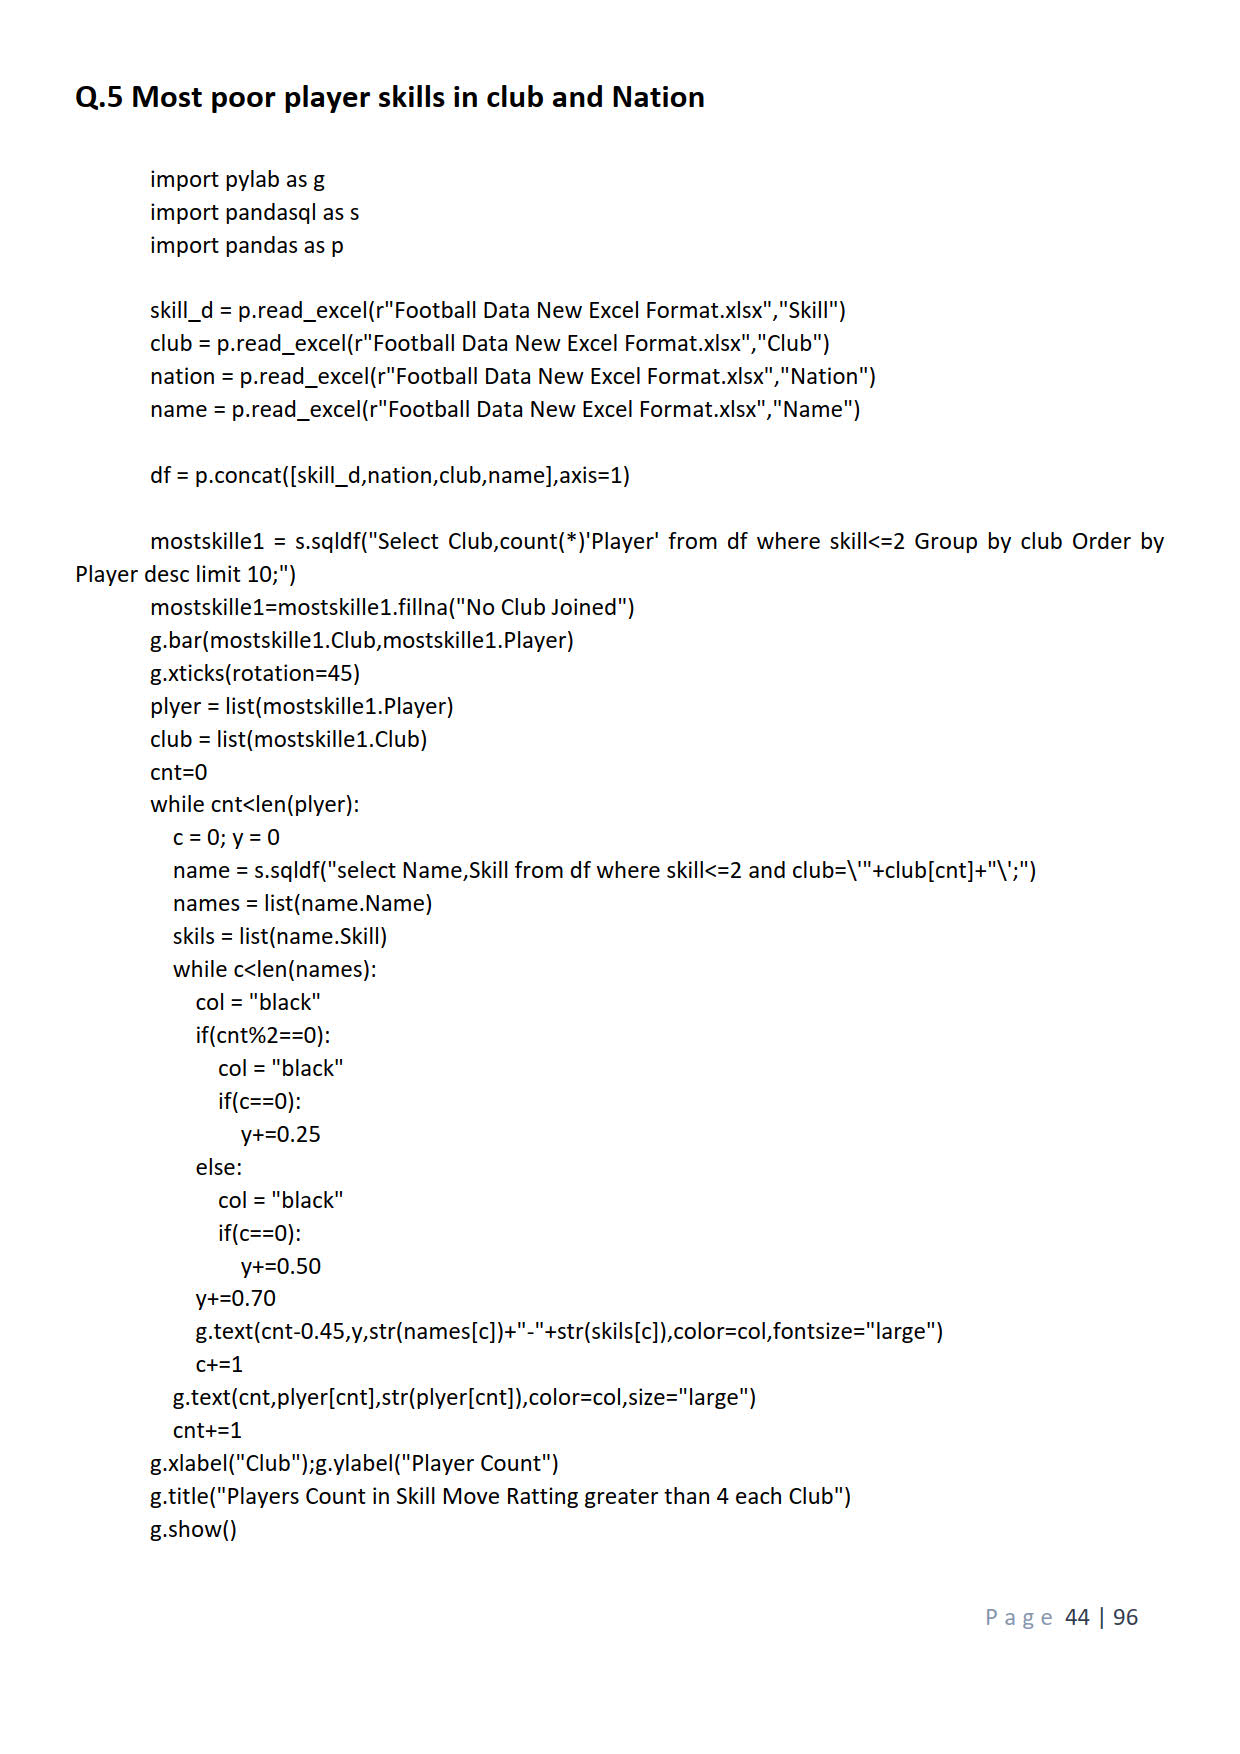 Q.5 Most poor player skills in club and Nation
import pylab as g
import pandasql as s
import pandas as p
skill_d = p.read_excel(r"Football Data New Excel Format.xlsx","Skill")
club = p.read_excel(r"Football Data New Excel Format.xlsx","Club")
nation = p.read_excel(r"Football Data New Excel Format.xlsx","Nation")
name = p.read_excel(r"Football Data New Excel Format.xlsx","Name")
df = p.concat([skill_d,nation,club,name],axis=1)
mostskille1 = s.sqldf("Select Club,count(*)'Player' from df where skill<=2 Group by club Order by
Player desc limit 10;")
mostskille1=mostskille1.fillna("No Club Joined")
g.bar(mostskille1.Club,mostskille1.Player)
g.xticks(rotation=45)
plyer = list(mostskille1.Player)
club = list(mostskille1.Club)
cnt=0
while cnt<len(plyer):
c = 0; y = 0
name = s.sqldf("select Name,Skill from df where skill<=2 and club=\'"+club[cnt]+"\';")
names = list(name.Name)
skils = list(name.Skill)
while c<len(names):
col = "black"
if(cnt%2==0):
col = "black"
if(c==0):
y+=0.25
else:
col = "black"
if(c==0):
y+=0.50
y+=0.70
g.text(cnt-0.45,y,str(names[c])+"-"+str(skils[c]),color=col,fontsize="large")
c+=1
g.text(cnt,plyer[cnt],str(plyer[cnt]),color=col,size="large")
cnt+=1
g.xlabel("Club");g.ylabel("Player Count")
g.title("Players Count in Skill Move Ratting greater than 4 each Club")
g.show()
Page 44 | 96